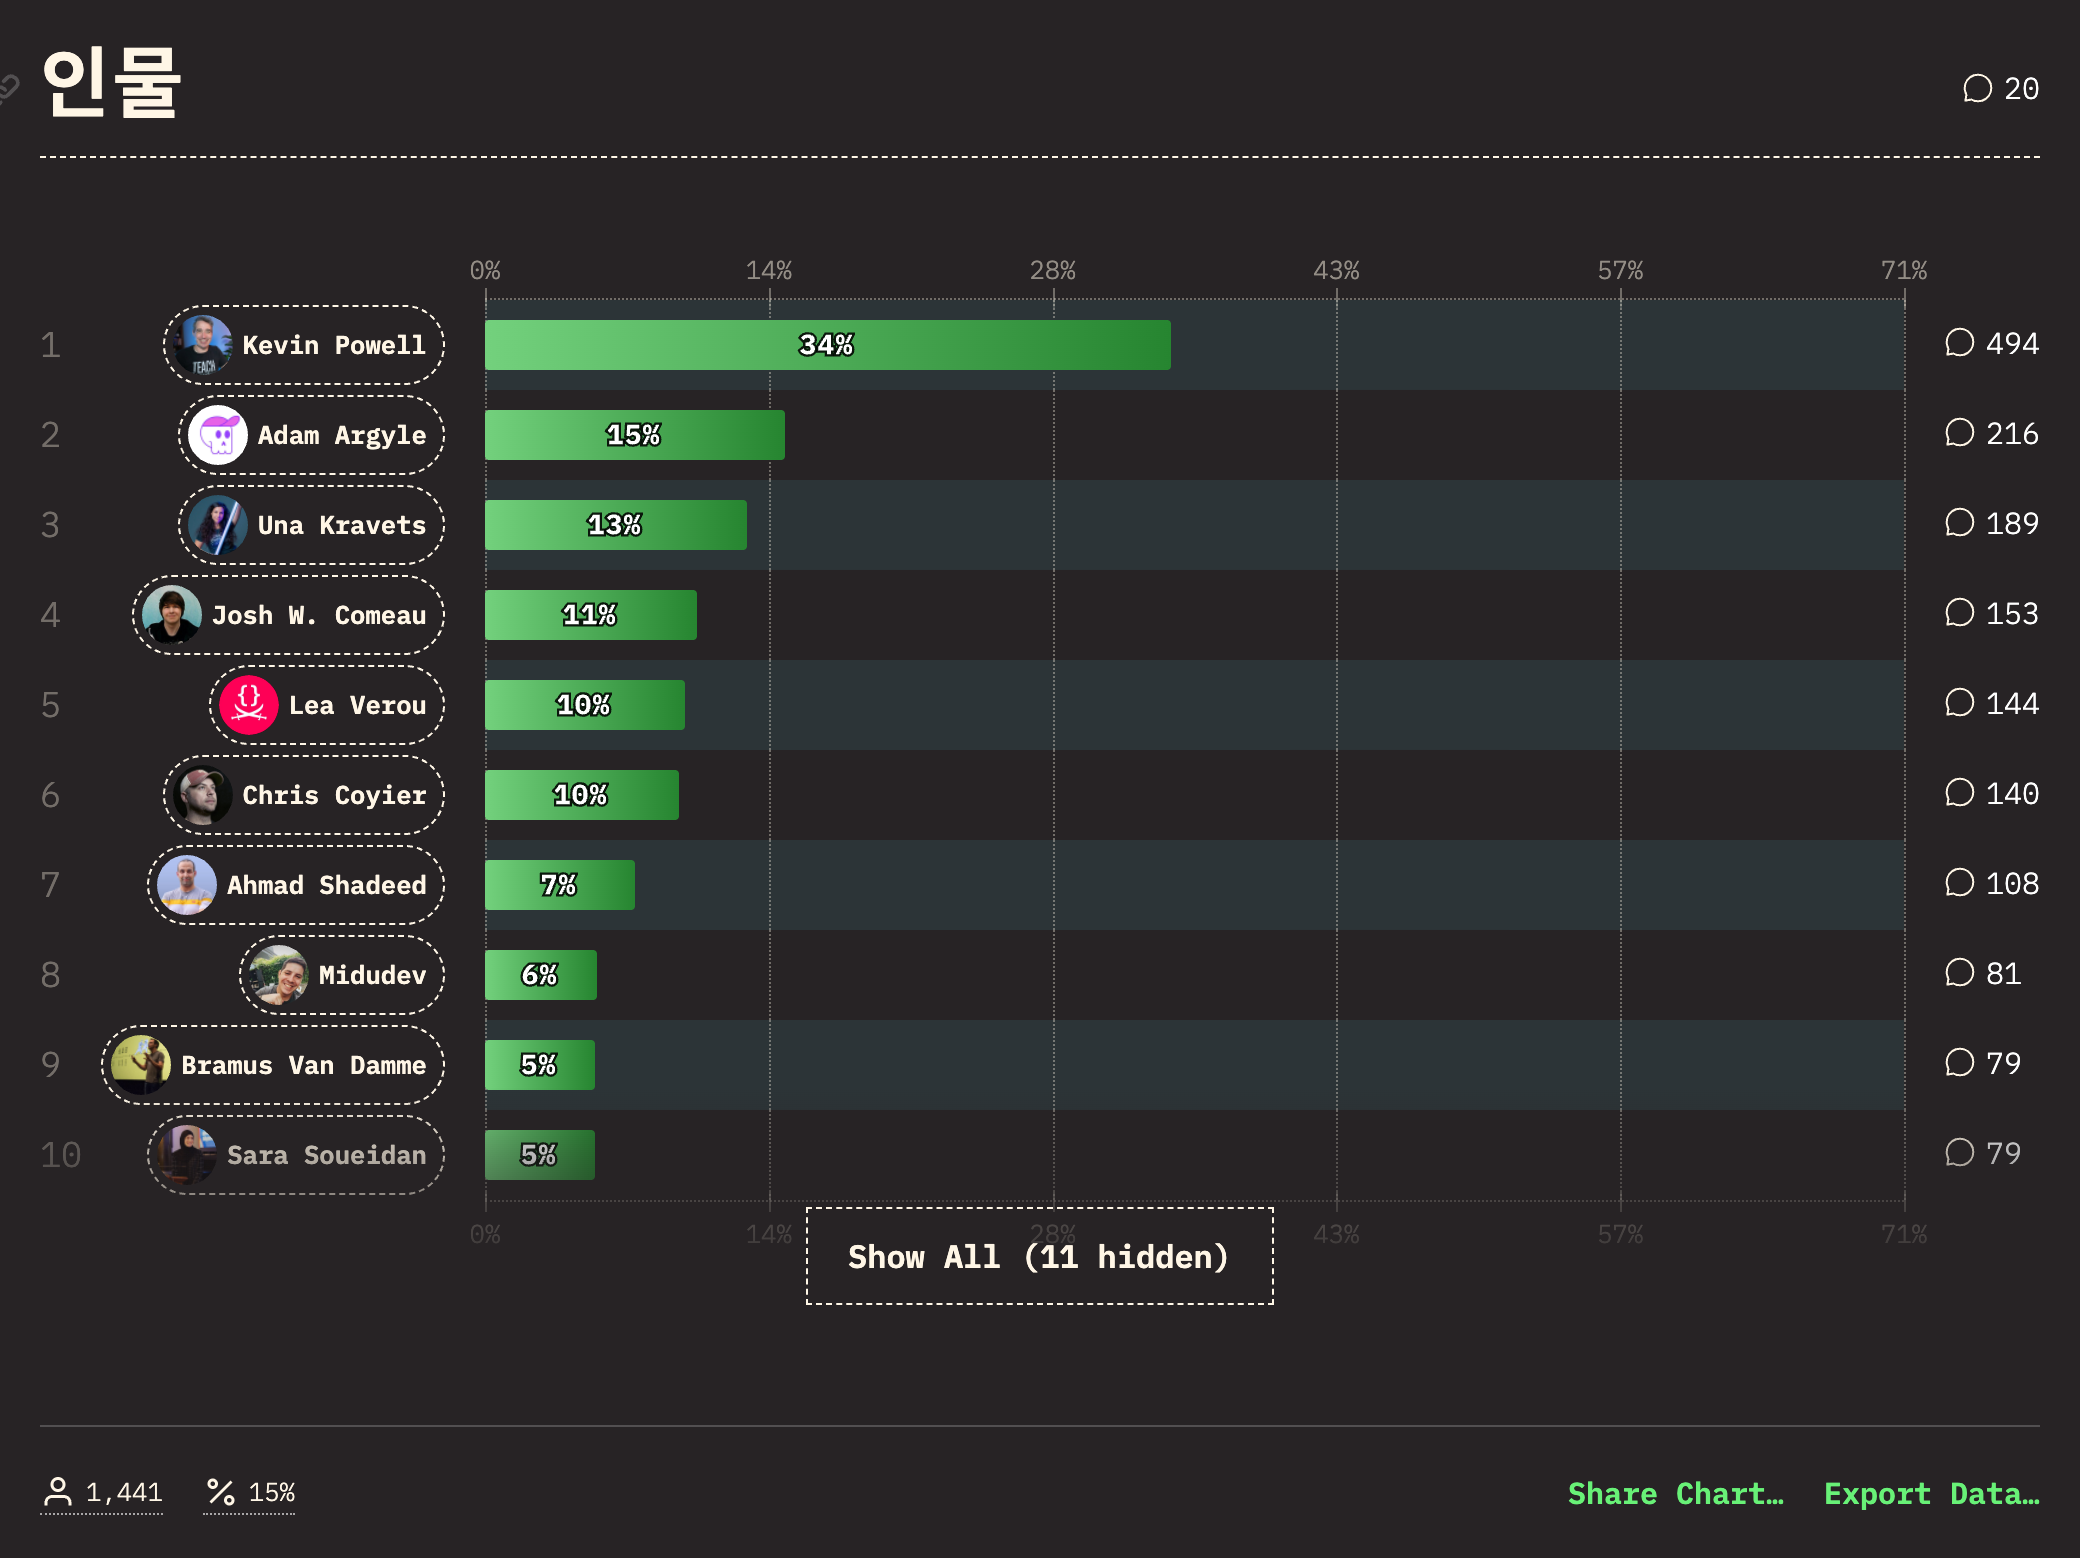 인물
20
0% 14% 28% 43% 57% 71%
1 Kevin Powell 34% 494
2 Adam Argyle 15% 216
3 Una Kravets 13% 189
4 Josh W. Comeau 11% 153
5 Lea Verou 10% 144
6 Chris Coyier 10% 140
7 Ahmad Shadeed 7% 108
8 Midudev 6% 81
9 Bramus Van Damme 5% 79
10 Sara Soueidan 5% 79
0% 14% 28% 43% 57% 71%
Show All (11 hidden)
1,441 15% Share Chart… Export Data…